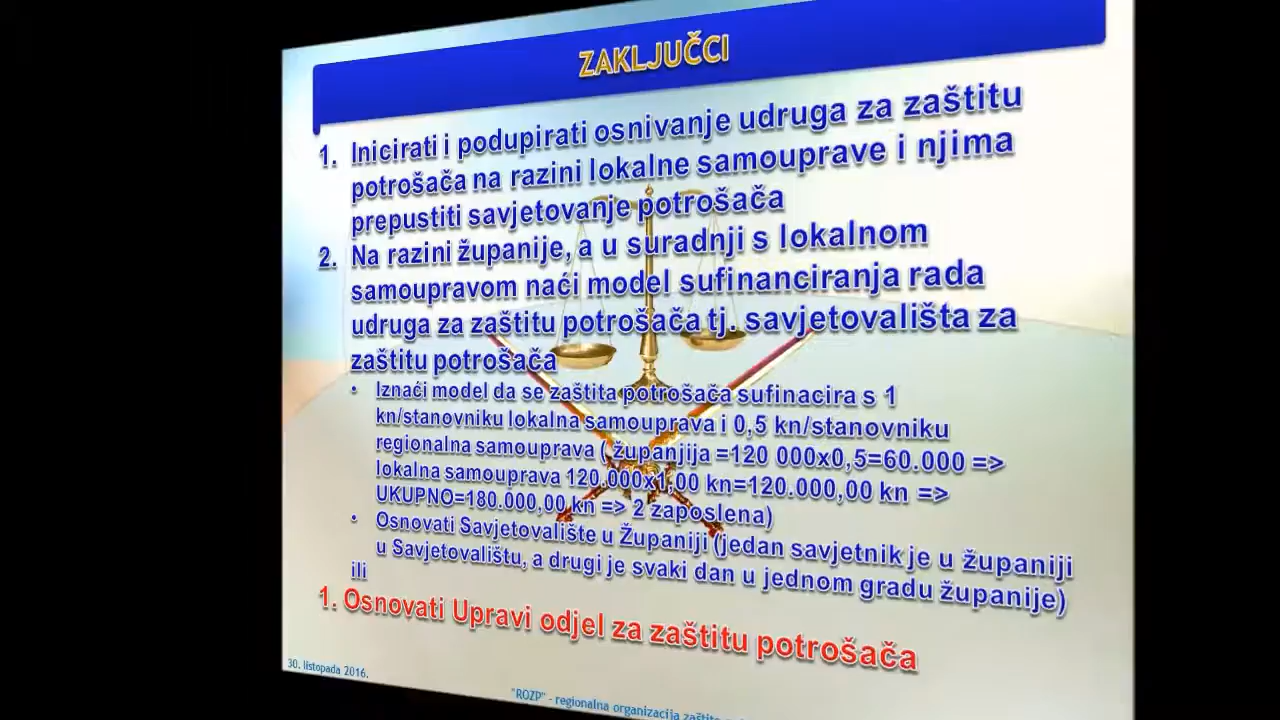 ZAKLJUČCI
1. Inicirati i podupirati osnivanje udruga za zaštitu
potrošača na razini lokalne samouprave i njima
prepustiti savjetovanje potrošača
2. Na razini županije, a u suradnji s lokalnom
samoupravom naći model sufinanciranja rada
udruga za zaštitu potrošača tj. savjetovališta za
zaštitu potrošača
• Iznaći model da se zaštita potrošača sufinacira s 1
kn/stanovniku lokalna samouprava i 0,5 kn/stanovniku
regionalna samouprava ( županjija =120 000x0,5=60.000 =>
lokalna samouprava 120.000x1,00 kn=120.000,00 kn =>
UKUPNO=180.000,00 kn => 2 zaposlena)
• Osnovati Savjetovalište u Županiji (jedan savjetnik je u županiji
u Savjetovalištu, a drugi je svaki dan u jednom gradu županije)
ili
1. Osnovati Upravi odjel za zaštitu potrošača
30. listopada 2016.
"ROZP" - regionalna organizacija zaštite